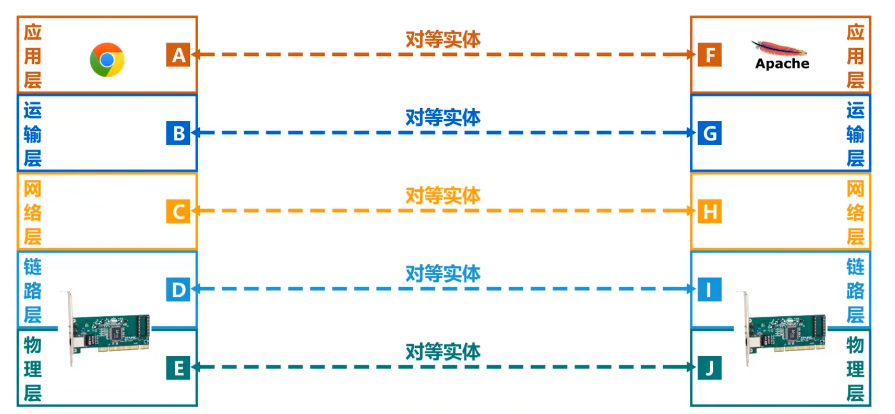 应用层 A 对等实体 F Apache 应用层
运输层 B 对等实体 G 运输层
网络层 C 对等实体 H 网络层
链路层 D 对等实体 I 链路层
物理层 E 对等实体 J 物理层